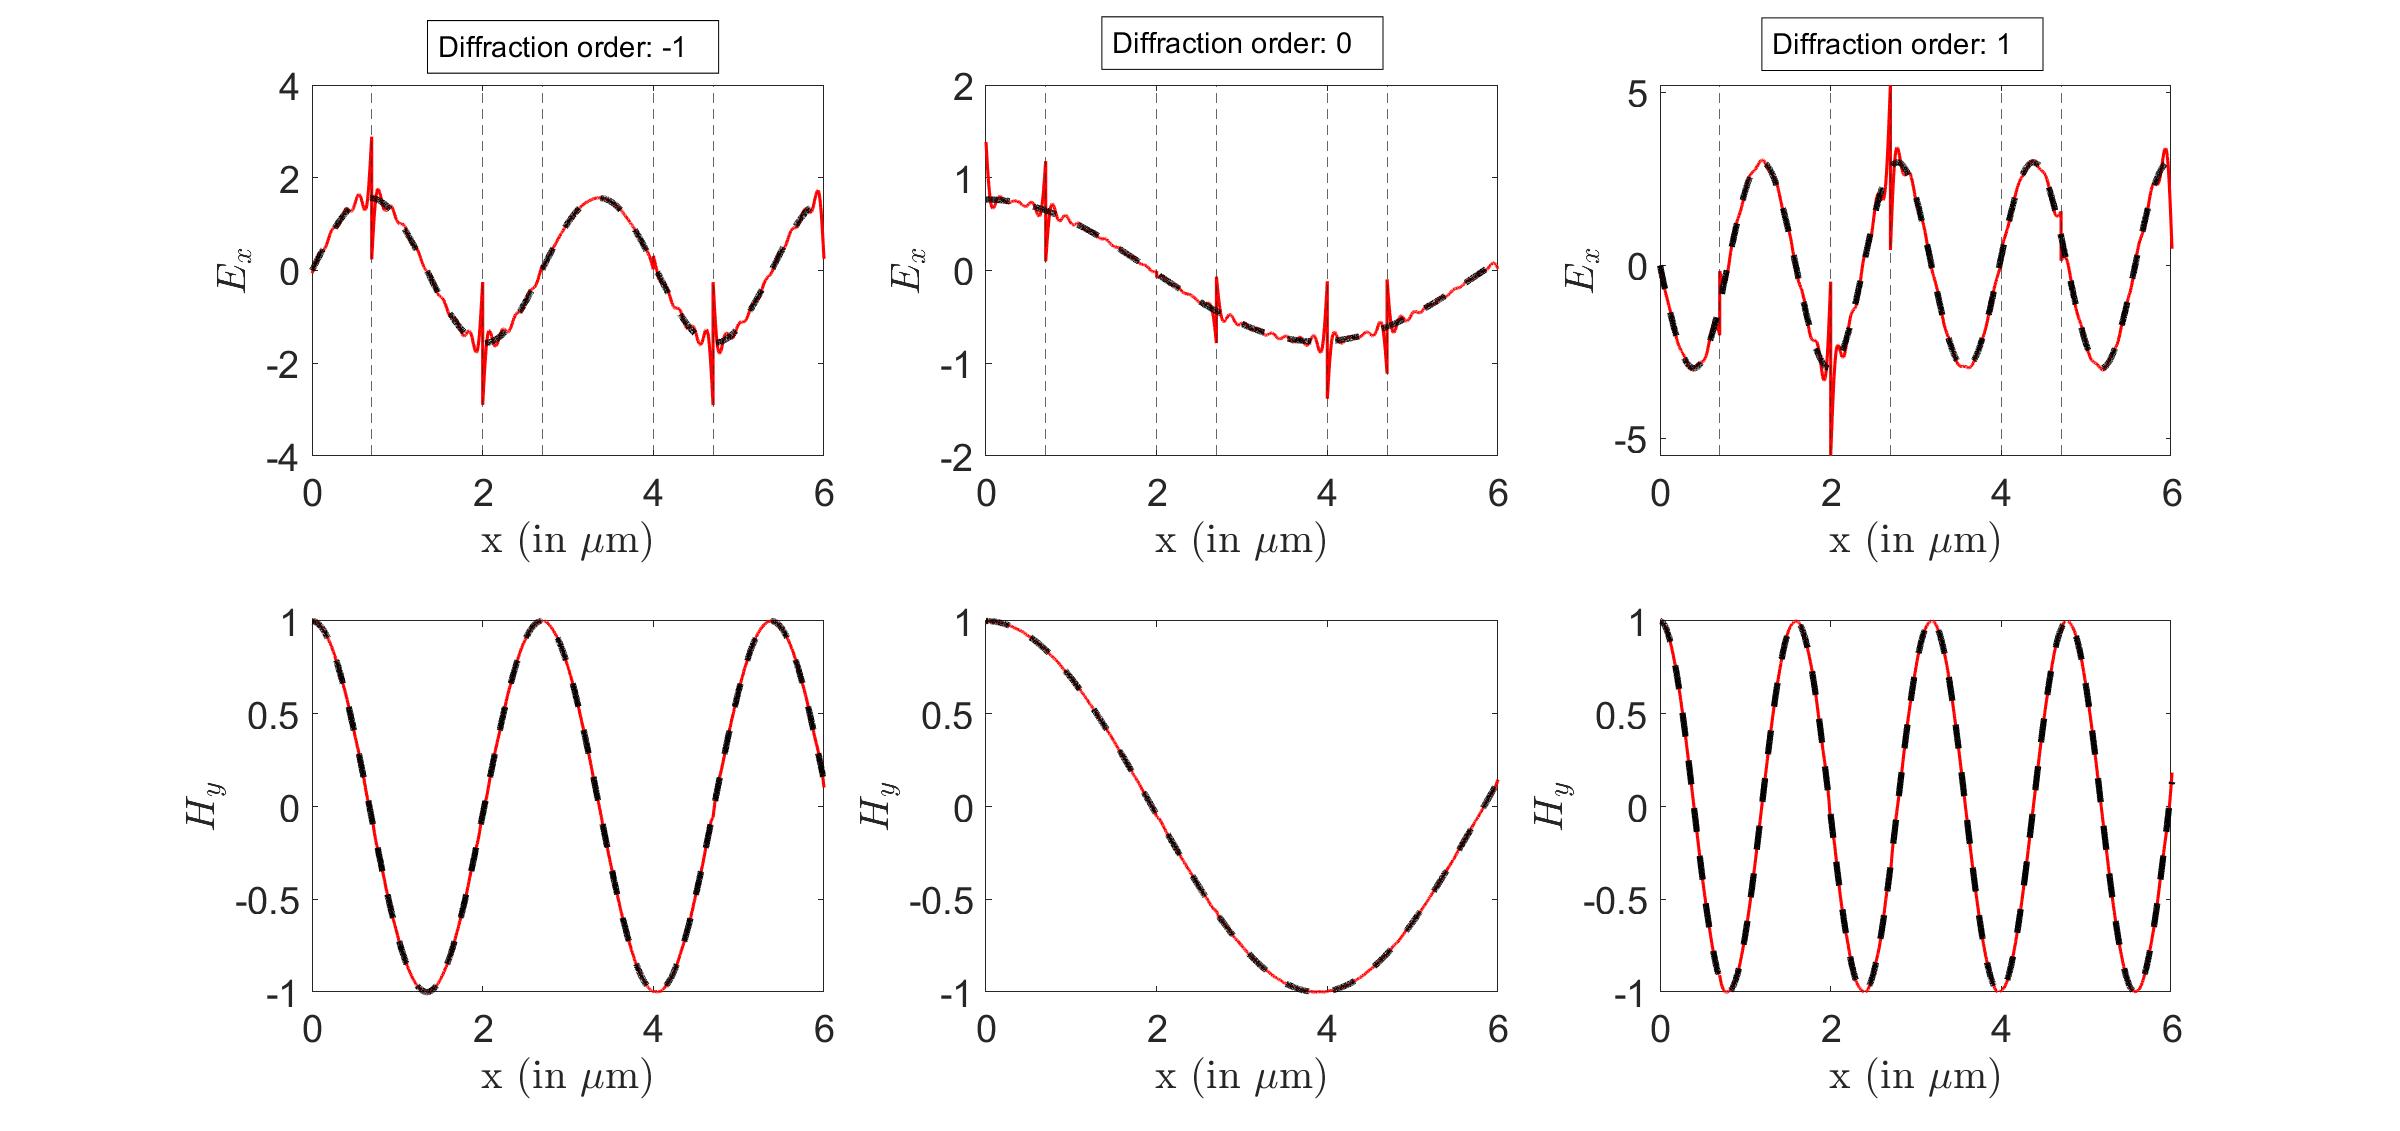 Diffraction order: -1
Diffraction order: 0
Diffraction order: 1
4
2
0
-2
-4
E_x
0 2 4 6
x (in μm)
2
1
0
-1
-2
E_x
0 2 4 6
x (in μm)
5
0
-5
E_x
0 2 4 6
x (in μm)
1
0.5
0
-0.5
-1
H_y
0 2 4 6
x (in μm)
1
0.5
0
-0.5
-1
H_y
0 2 4 6
x (in μm)
1
0.5
0
-0.5
-1
H_y
0 2 4 6
x (in μm)